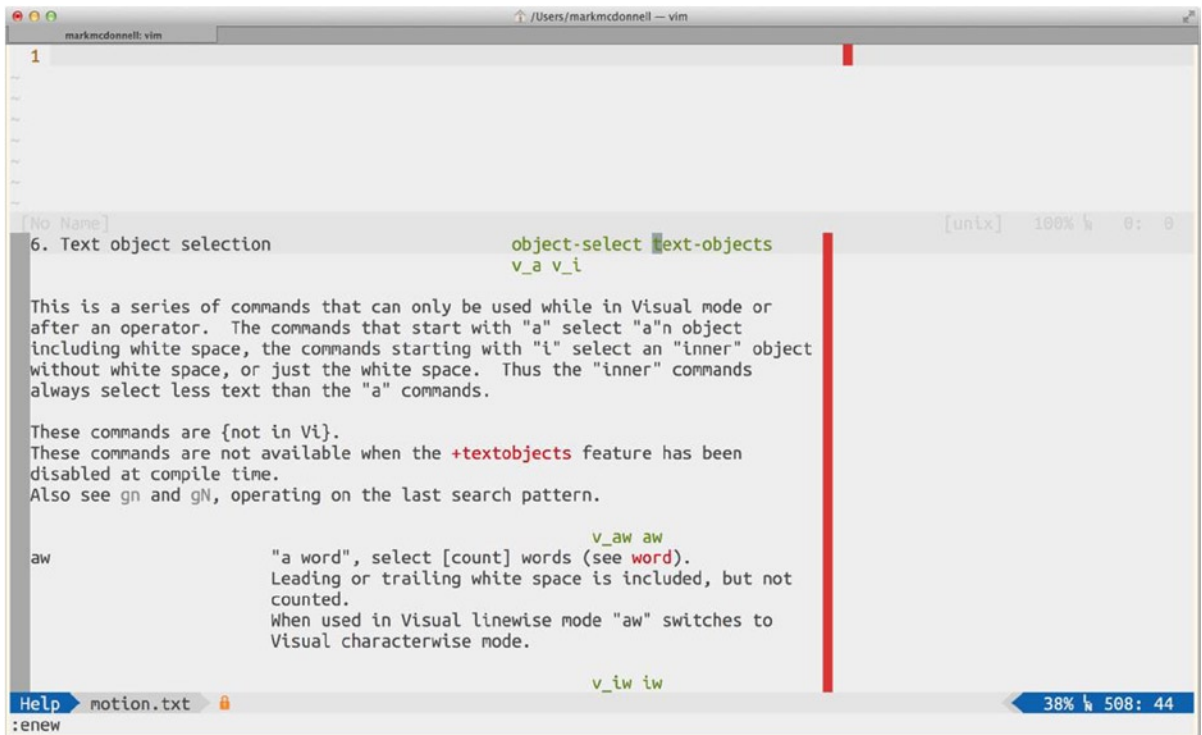 /Users/markmcdonnell — vim
markmcdonnell: vim
1
~
~
~
~
~
~
~
[No Name] [unix] 100% 0: 0
6. Text object selection object-select text-objects
v_a v_i
This is a series of commands that can only be used while in Visual mode or
after an operator. The commands that start with "a" select "a"n object
including white space, the commands starting with "i" select an "inner" object
without white space, or just the white space. Thus the "inner" commands
always select less text than the "a" commands.
These commands are {not in Vi}.
These commands are not available when the +textobjects feature has been
disabled at compile time.
Also see gn and gN, operating on the last search pattern.
v_aw aw
aw "a word", select [count] words (see word).
Leading or trailing white space is included, but not
counted.
When used in Visual linewise mode "aw" switches to
Visual characterwise mode.
v_iw iw
Help motion.txt 38% 508: 44
:enew